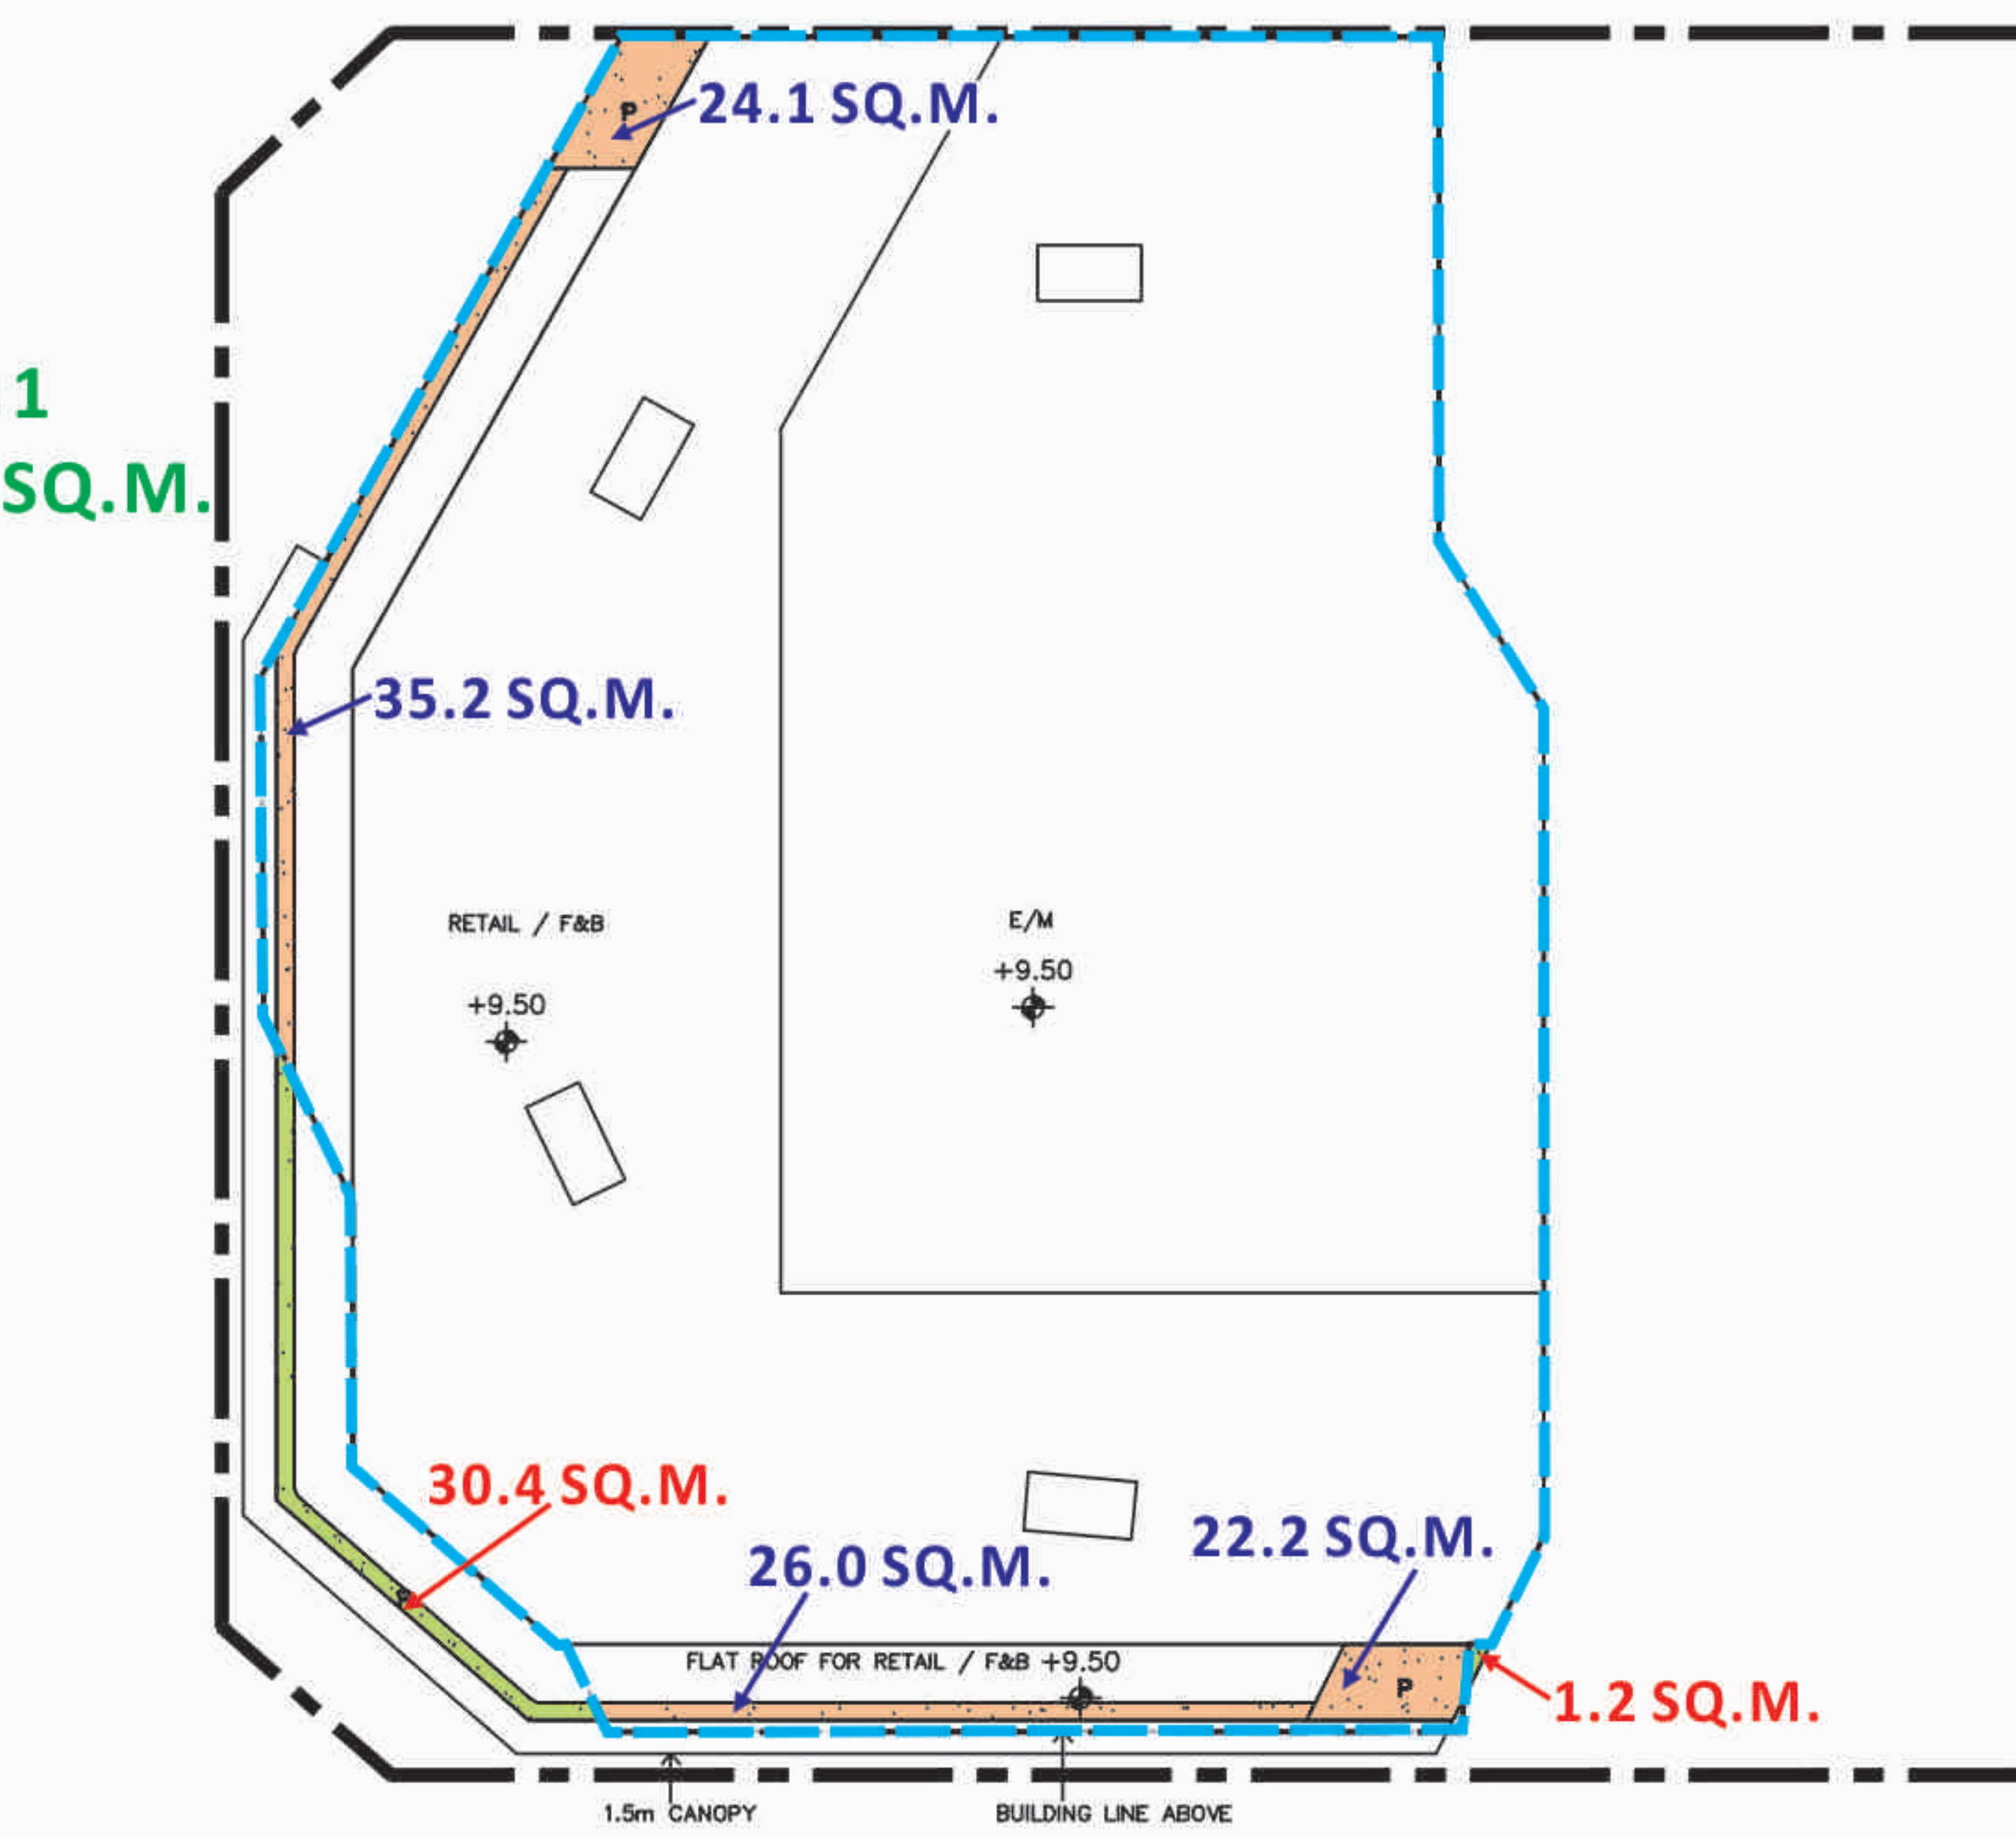 P
24.1 SQ.M.
1
SQ.M.
35.2 SQ.M.
RETAIL / F&B
+9.50
E/M
+9.50
30.4 SQ.M.
26.0 SQ.M.
22.2 SQ.M.
FLAT ROOF FOR RETAIL / F&B +9.50
P
1.2 SQ.M.
1.5m CANOPY
BUILDING LINE ABOVE